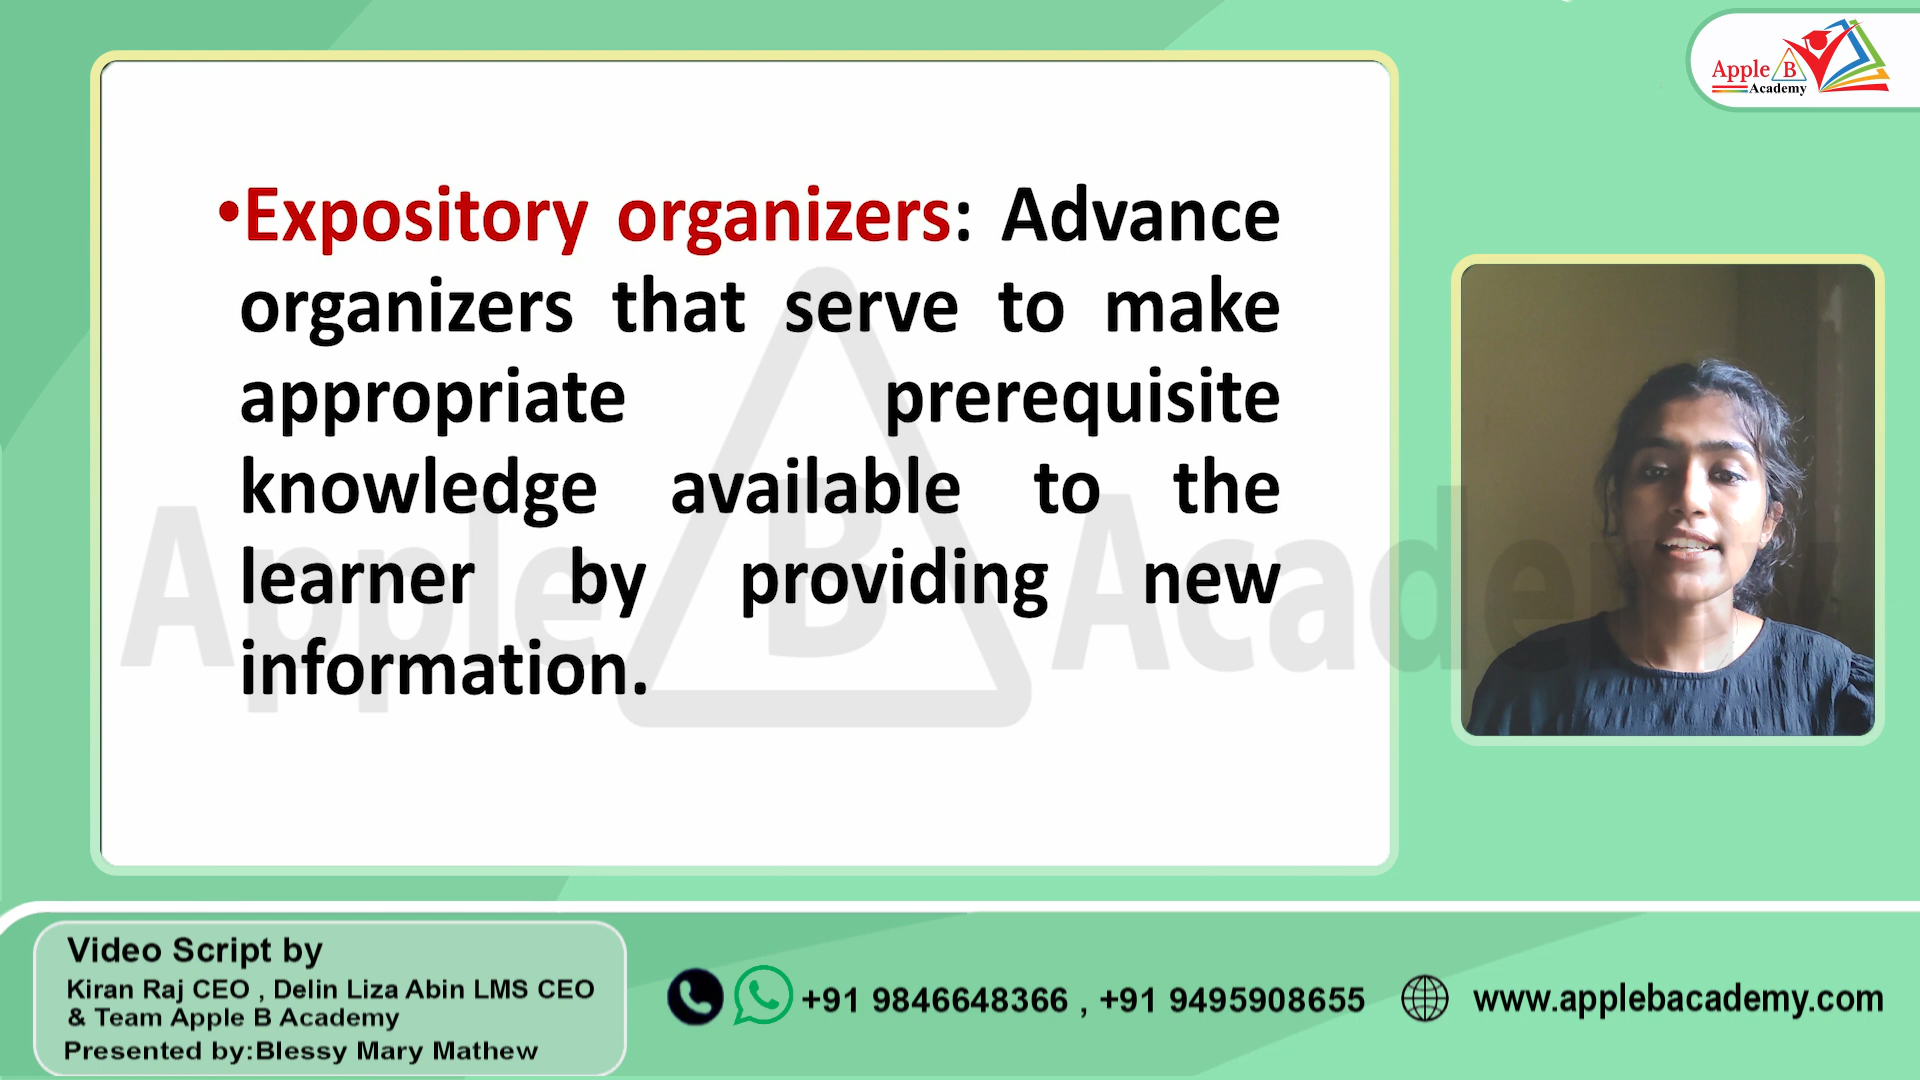 Apple B
Academy
•Expository organizers: Advance
organizers that serve to make
appropriate prerequisite
knowledge available to the
learner by providing new
information.
Apple B Academy
Video Script by
Kiran Raj CEO , Delin Liza Abin LMS CEO
& Team Apple B Academy
Presented by:Blessy Mary Mathew
+91 9846648366 , +91 9495908655
www.applebacademy.com